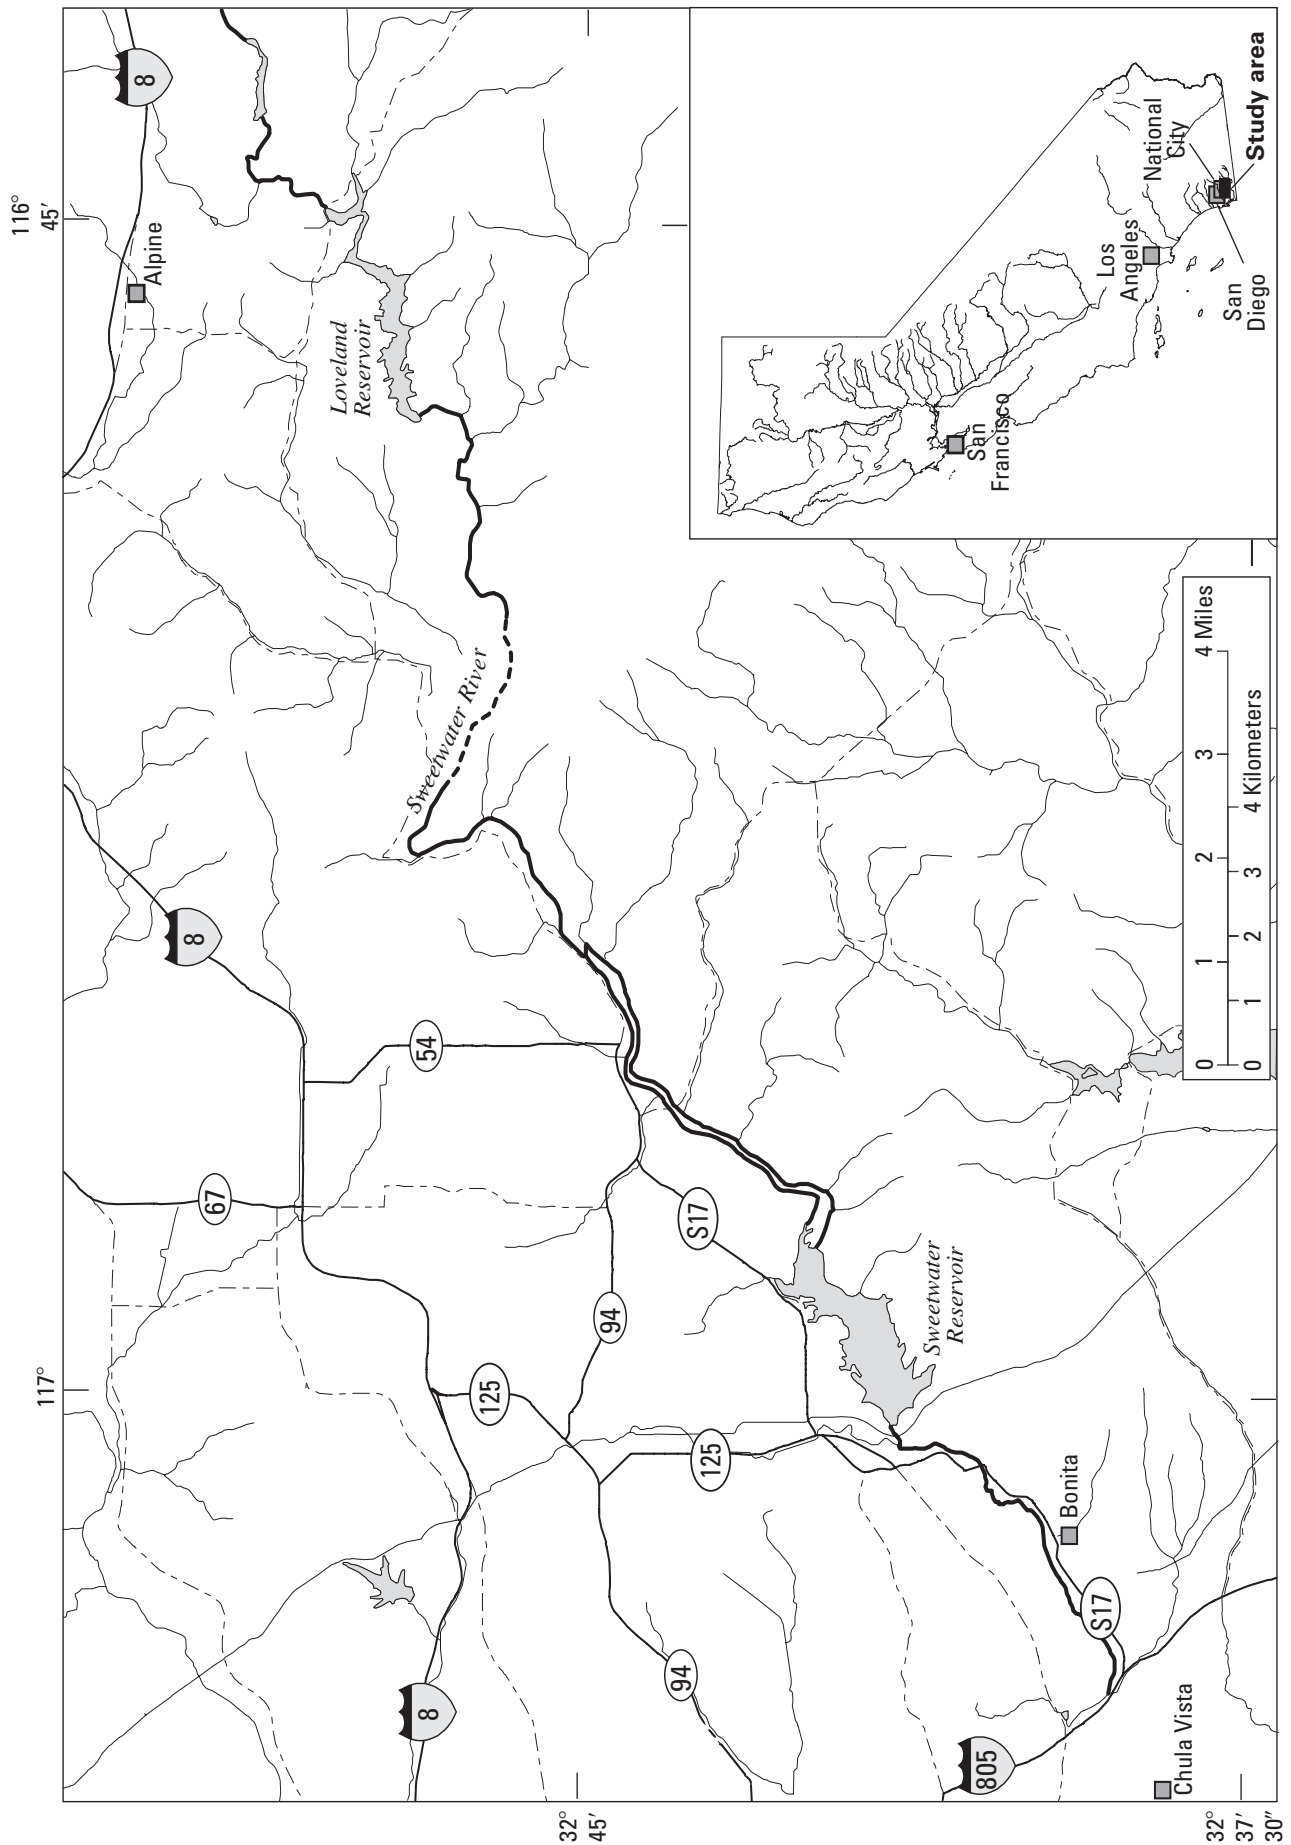 116°
45'
117°
8
Alpine
Loveland
Reservoir
Sweetwater River
8
54
67
S17
94
125
125
Sweetwater
Reservoir
8
94
Bonita
S17
805
Chula Vista
32°
45'
32°
37'
30"
0 1 2 3 4 Miles
0 1 2 3 4 Kilometers
San
Francisco
Los
Angeles
National
City
San
Diego
Study area